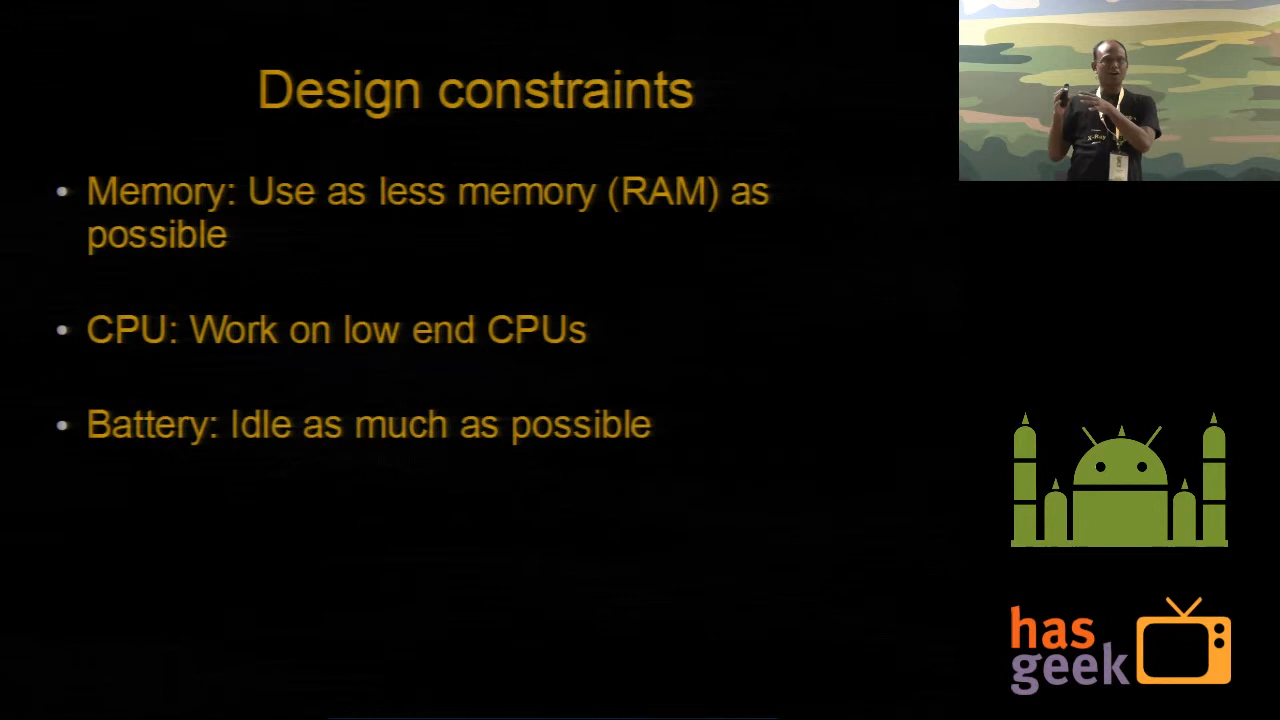 Design constraints
• Memory: Use as less memory (RAM) as
possible
• CPU: Work on low end CPUs
• Battery: Idle as much as possible
X-Ray
has
geek